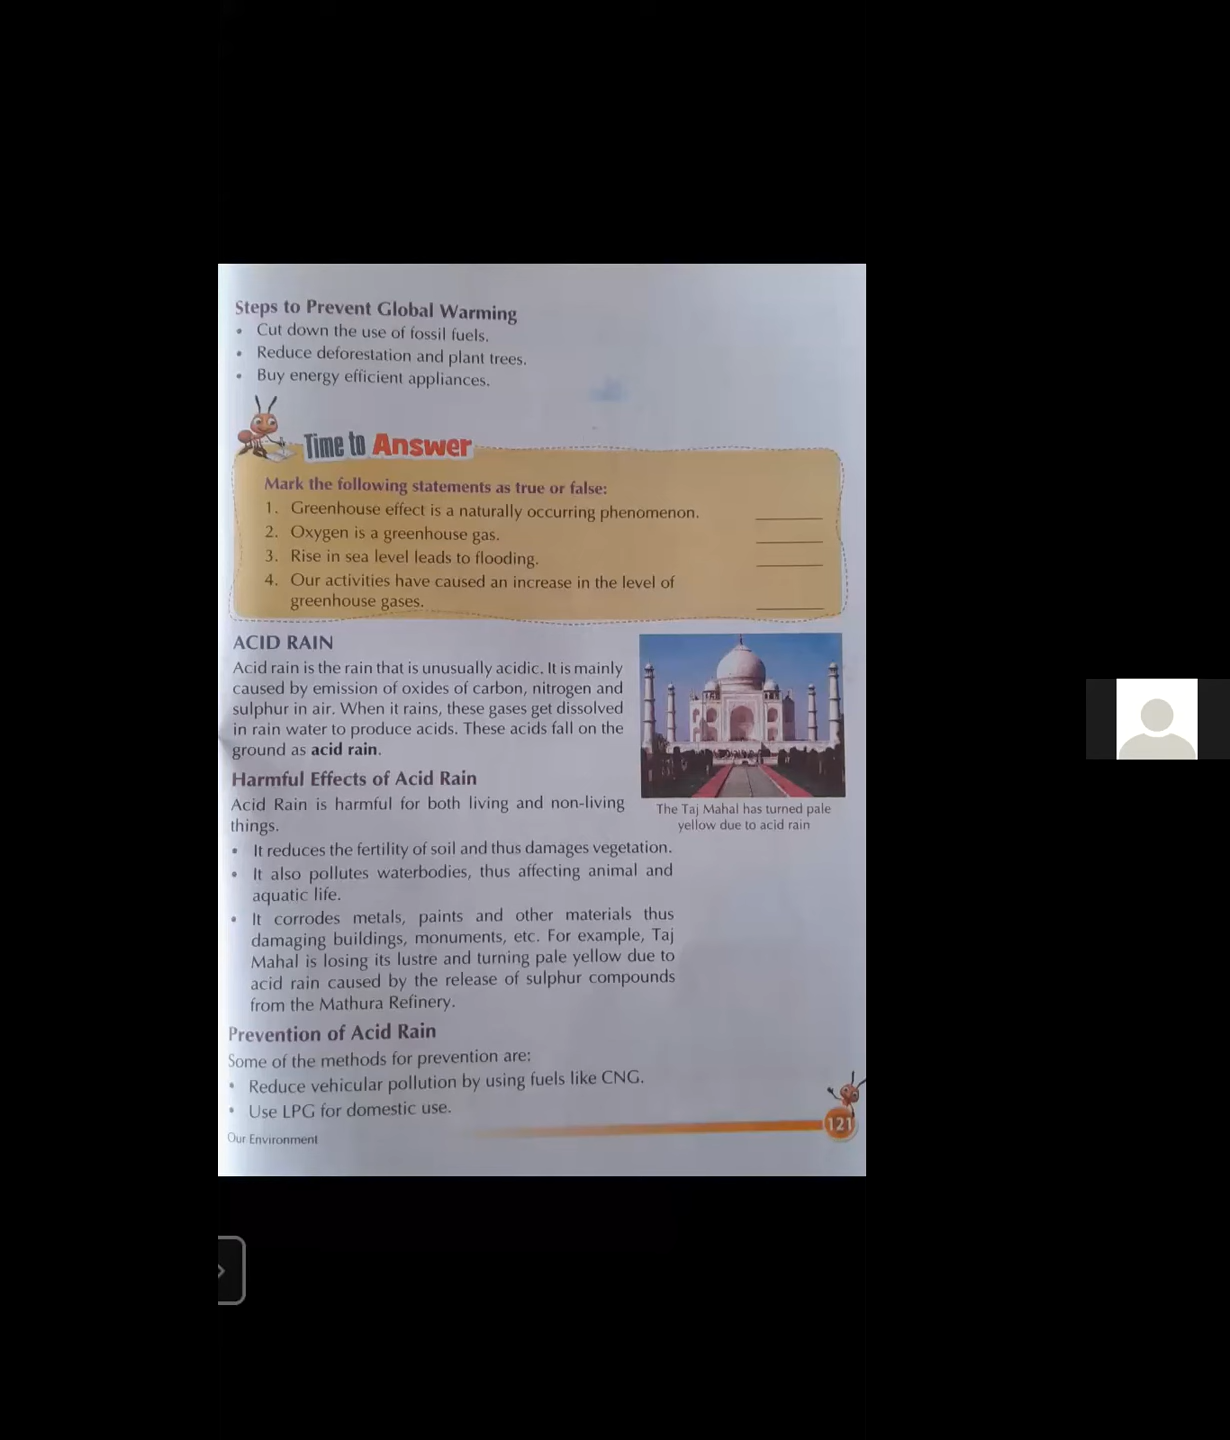 Steps to Prevent Global Warming
• Cut down the use of fossil fuels.
• Reduce deforestation and plant trees.
• Buy energy efficient appliances.
Time to Answer
Mark the following statements as true or false:
1. Greenhouse effect is a naturally occurring phenomenon. ________
2. Oxygen is a greenhouse gas. ________
3. Rise in sea level leads to flooding. ________
4. Our activities have caused an increase in the level of
greenhouse gases. ________
ACID RAIN
Acid rain is the rain that is unusually acidic. It is mainly
caused by emission of oxides of carbon, nitrogen and
sulphur in air. When it rains, these gases get dissolved
in rain water to produce acids. These acids fall on the
ground as acid rain.
Harmful Effects of Acid Rain
Acid Rain is harmful for both living and non-living
things.
The Taj Mahal has turned pale
yellow due to acid rain
• It reduces the fertility of soil and thus damages vegetation.
• It also pollutes waterbodies, thus affecting animal and
aquatic life.
• It corrodes metals, paints and other materials thus
damaging buildings, monuments, etc. For example, Taj
Mahal is losing its lustre and turning pale yellow due to
acid rain caused by the release of sulphur compounds
from the Mathura Refinery.
Prevention of Acid Rain
Some of the methods for prevention are:
• Reduce vehicular pollution by using fuels like CNG.
• Use LPG for domestic use.
Our Environment
121